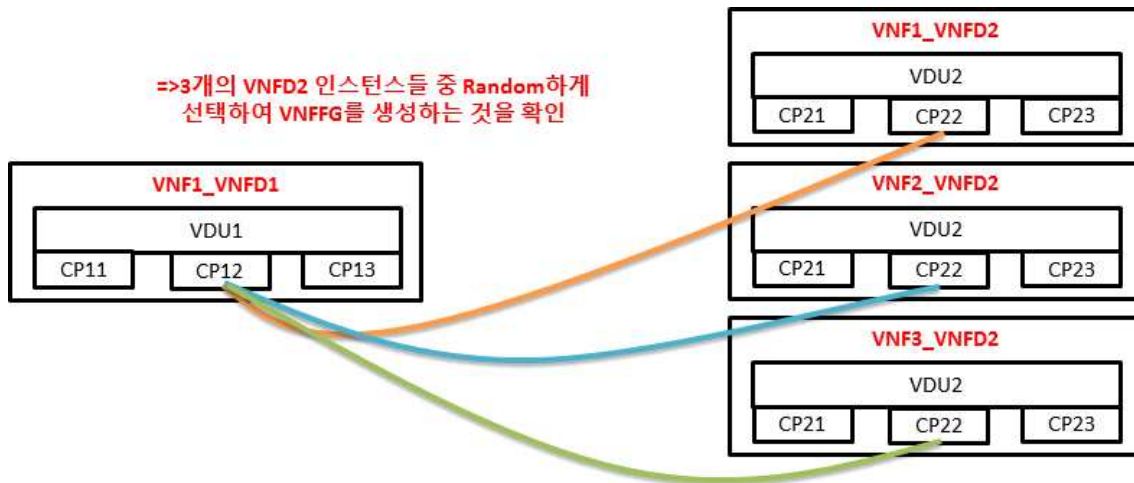 =>3개의 VNFD2 인스턴스들 중 Random하게
선택하여 VNFFG를 생성하는 것을 확인
VNF1_VNFD1
VDU1
CP11 CP12 CP13
VNF1_VNFD2
VDU2
CP21 CP22 CP23
VNF2_VNFD2
VDU2
CP21 CP22 CP23
VNF3_VNFD2
VDU2
CP21 CP22 CP23